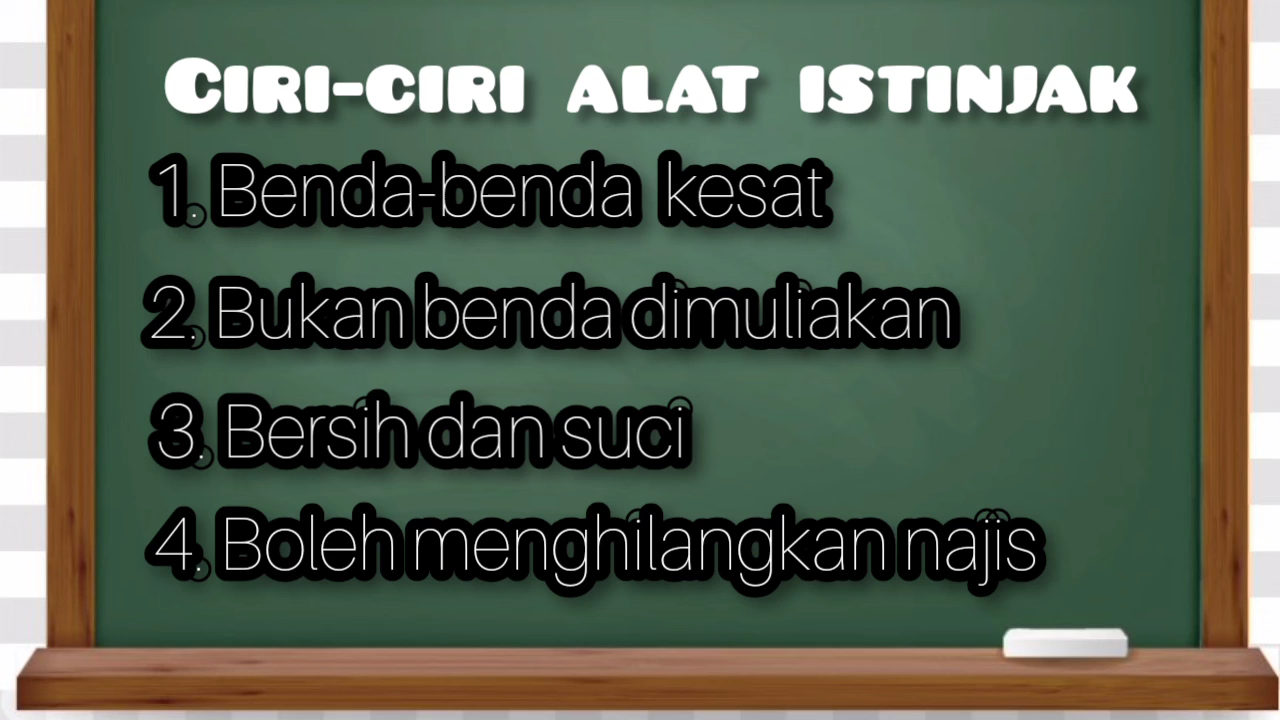 CIRI-CIRI ALAT ISTINJAK
1. Benda-benda kesat
2. Bukan benda dimuliakan
3. Bersih dan suci
4. Boleh menghilangkan najis